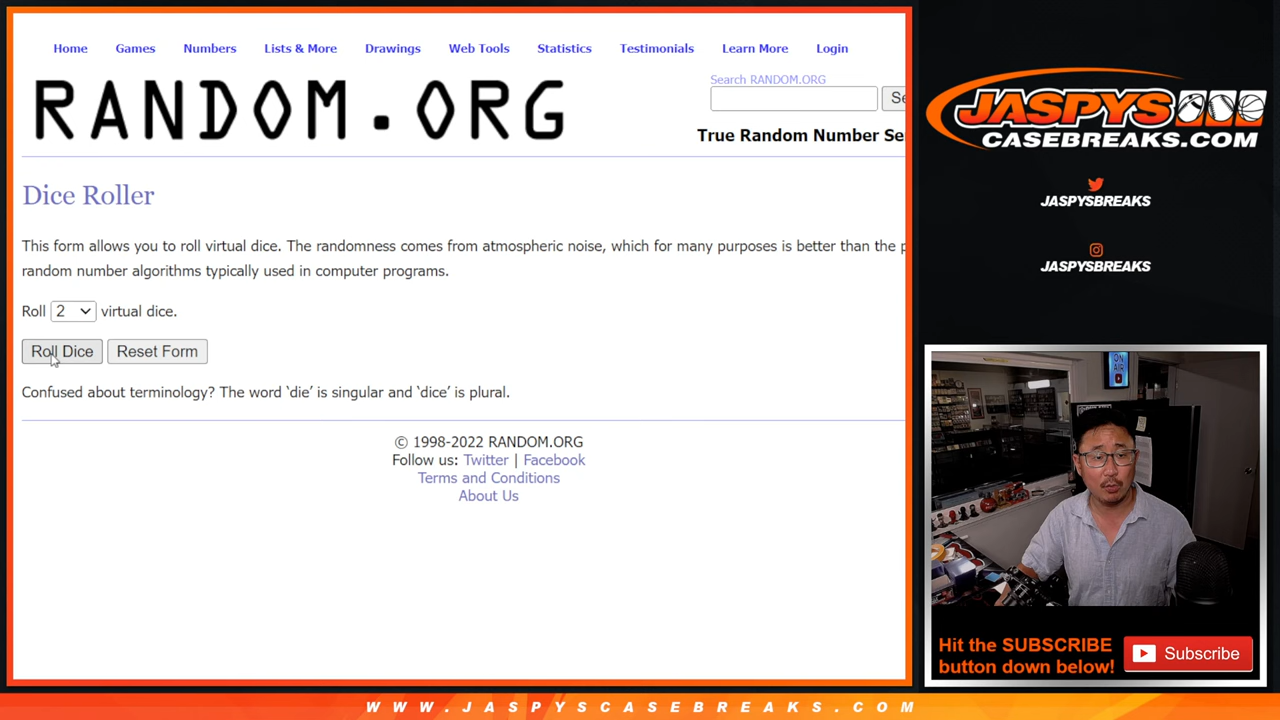 Home Games Numbers Lists & More Drawings Web Tools Statistics Testimonials Learn More Login
RANDOM.ORG
Search RANDOM.ORG
Se
True Random Number Se
Dice Roller
This form allows you to roll virtual dice. The randomness comes from atmospheric noise, which for many purposes is better than the p
random number algorithms typically used in computer programs.
Roll 2 virtual dice.
Roll Dice Reset Form
Confused about terminology? The word ‘die’ is singular and ‘dice’ is plural.
© 1998-2022 RANDOM.ORG
Follow us: Twitter | Facebook
Terms and Conditions
About Us
JASPYS
CASEBREAKS.COM
JASPYSBREAKS
JASPYSBREAKS
ON
AIR
Hit the SUBSCRIBE
button down below!
Subscribe
WWW.JASPYSCASEBREAKS.COM